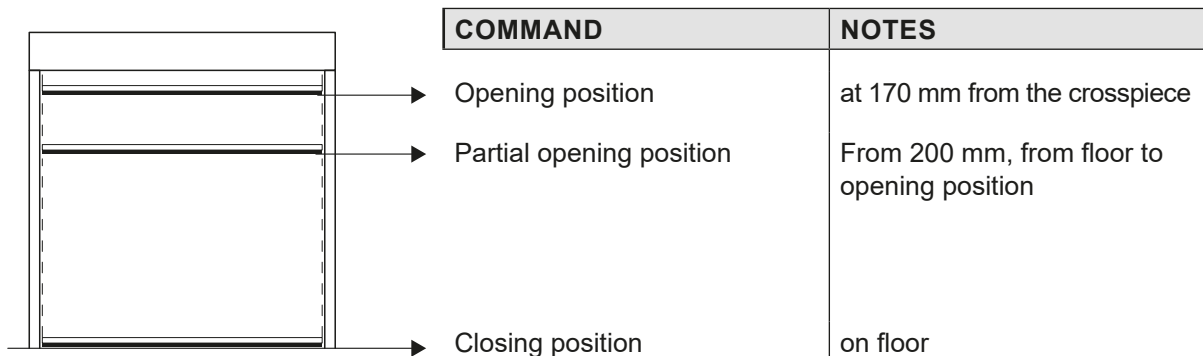 COMMAND NOTES
Opening position at 170 mm from the crosspiece
Partial opening position From 200 mm, from floor to
opening position
Closing position on floor